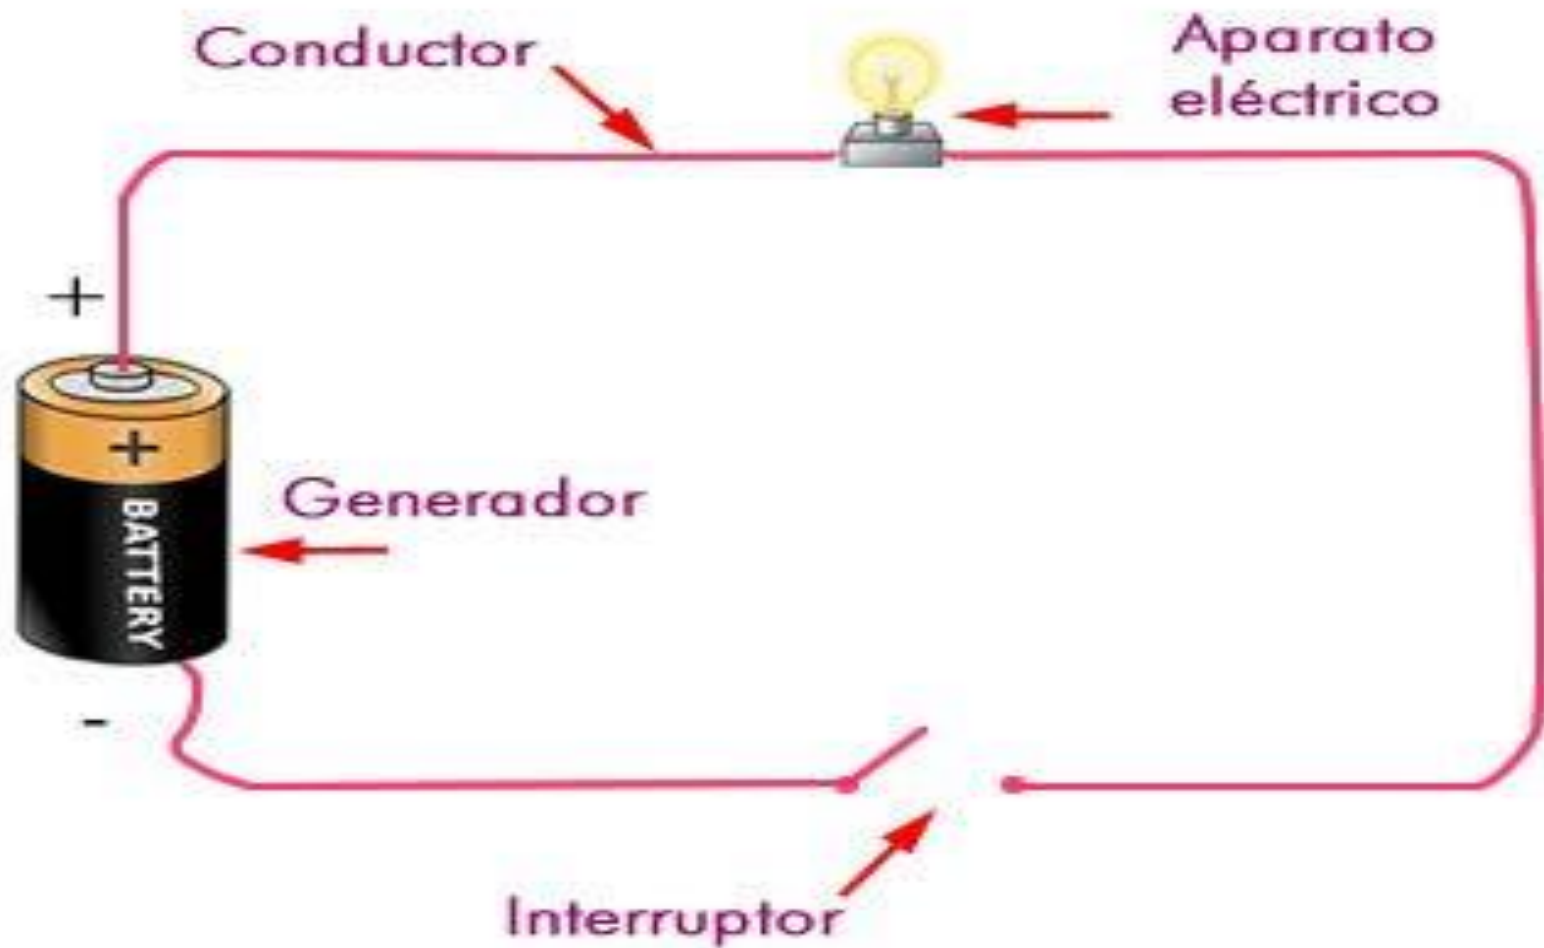 Conductor
Aparato
eléctrico
+
+
BATTERY
Generador
-
Interruptor